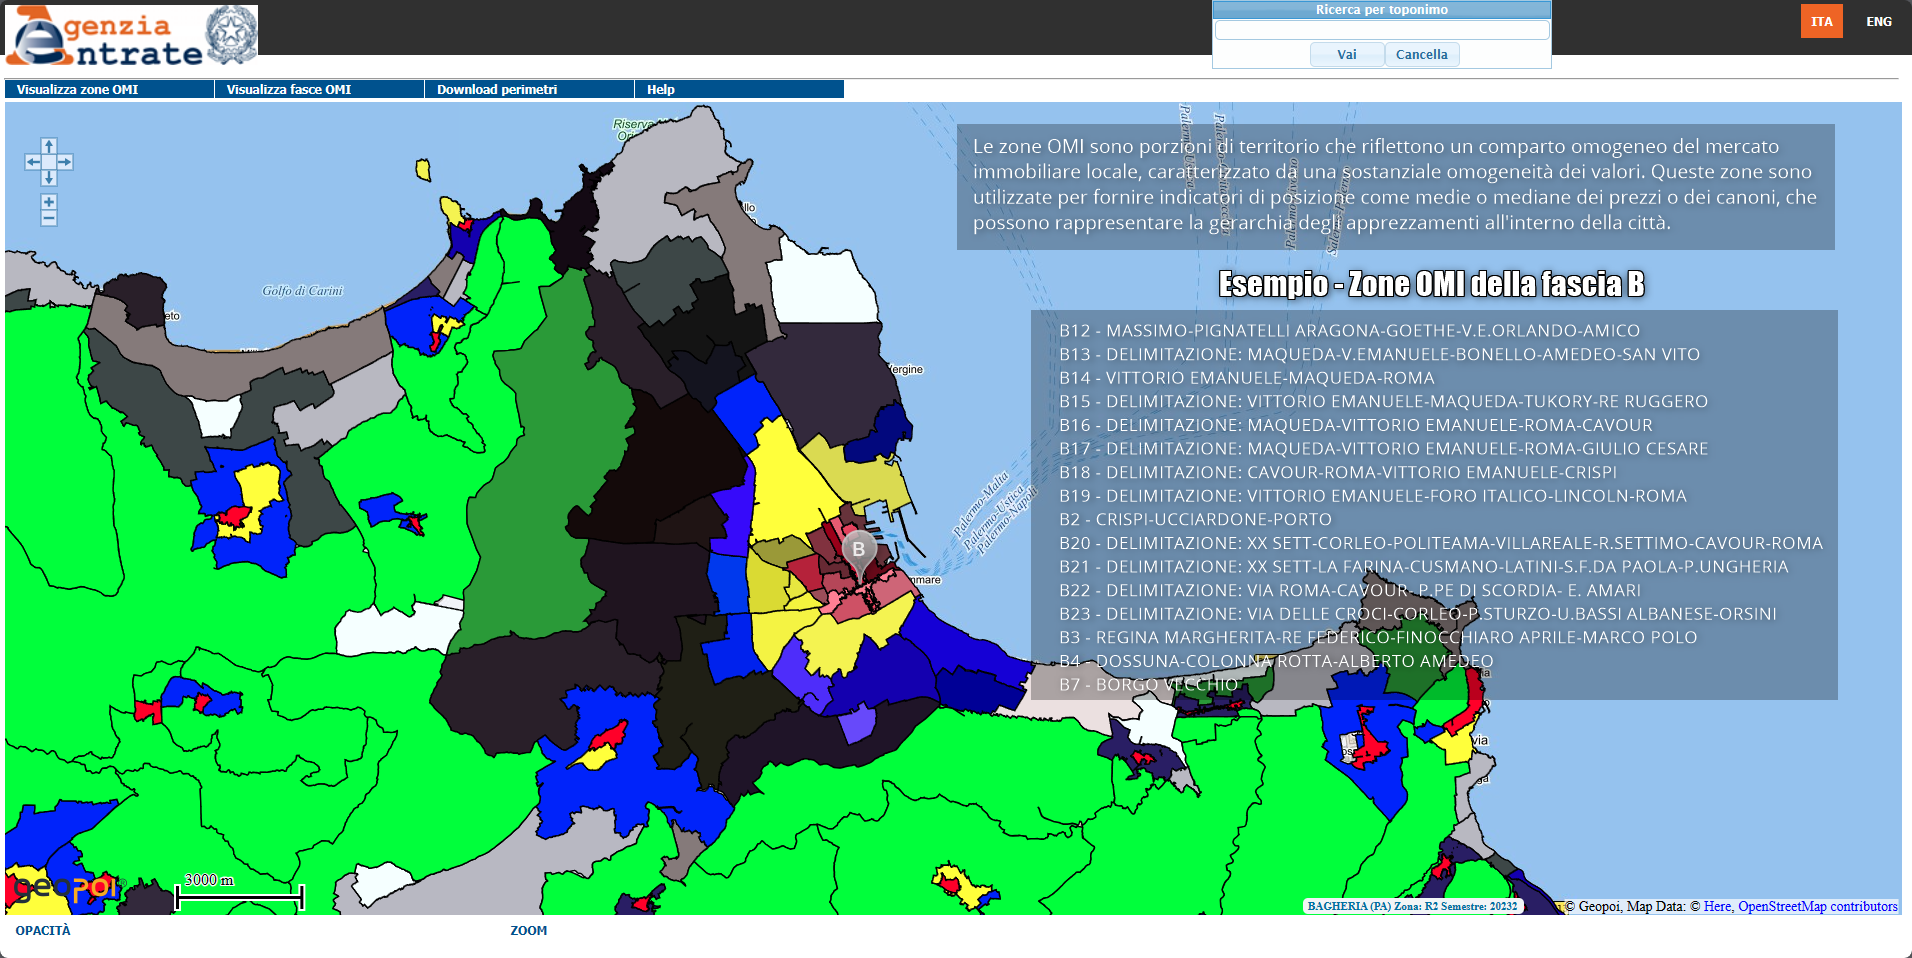 Agenzia
Entrate
Ricerca per toponimo
Vai Cancella
ITA ENG
Visualizza zone OMI Visualizza fasce OMI Download perimetri Help
Riserva
Golfo di Carini
Le zone OMI sono porzioni di territorio che riflettono un comparto omogeneo del mercato
immobiliare locale, caratterizzato da una sostanziale omogeneità dei valori. Queste zone sono
utilizzate per fornire indicatori di posizione come medie o mediane dei prezzi o dei canoni, che
possono rappresentare la gerarchia degli apprezzamenti all'interno della città.
Esempio - Zone OMI della fascia B
B12 - MASSIMO-PIGNATELLI ARAGONA-GOETHE-V.E.ORLANDO-AMICO
B13 - DELIMITAZIONE: MAQUEDA-V.EMANUELE-BONELLO-AMEDEO-SAN VITO
B14 - VITTORIO EMANUELE-MAQUEDA-ROMA
B15 - DELIMITAZIONE: VITTORIO EMANUELE-MAQUEDA-TUKORY-RE RUGGERO
B16 - DELIMITAZIONE: MAQUEDA-VITTORIO EMANUELE-ROMA-CAVOUR
B17 - DELIMITAZIONE: MAQUEDA-VITTORIO EMANUELE-ROMA-GIULIO CESARE
B18 - DELIMITAZIONE: CAVOUR-ROMA-VITTORIO EMANUELE-CRISPI
B19 - DELIMITAZIONE: VITTORIO EMANUELE-FORO ITALICO-LINCOLN-ROMA
B2 - CRISPI-UCCIARDONE-PORTO
B20 - DELIMITAZIONE: XX SETT-CORLEO-POLITEAMA-VILLAREALE-R.SETTIMO-CAVOUR-ROMA
B21 - DELIMITAZIONE: XX SETT-LA FARINA-CUSMANO-LATINI-S.F.DA PAOLA-P.UNGHERIA
B22 - DELIMITAZIONE: VIA ROMA-CAVOUR- P.PE DI SCORDIA- E. AMARI
B23 - DELIMITAZIONE: VIA DELLE CROCI-CORLEO-P.STURZO-U.BASSI ALBANESE-ORSINI
B3 - REGINA MARGHERITA-RE FEDERICO-FINOCCHIARO APRILE-MARCO POLO
B4 - DOSSUNA-COLONNA ROTTA-ALBERTO AMEDEO
B7 - BORGO VECCHIO
Palermo-Malta
Palermo-Ustica
Palermo-Napoli
B
geopoi
3000 m
BAGHERIA (PA) Zona: R2 Semestre: 20232
© Geopoi, Map Data: © Here, OpenStreetMap contributors
OPACITÀ ZOOM